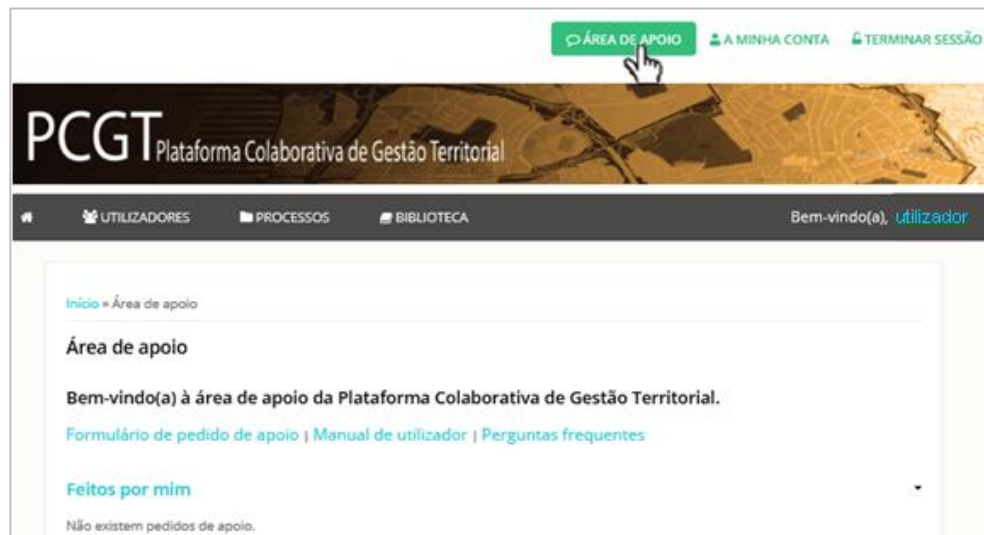 ÁREA DE APOIO A MINHA CONTA TERMINAR SESSÃO
PCGT Plataforma Colaborativa de Gestão Territorial
UTILIZADORES PROCESSOS BIBLIOTECA Bem-vindo(a), utilizador
Início » Área de apoio
Área de apoio
Bem-vindo(a) à área de apoio da Plataforma Colaborativa de Gestão Territorial.
Formulário de pedido de apoio | Manual de utilizador | Perguntas frequentes
Feitos por mim
Não existem pedidos de apoio.